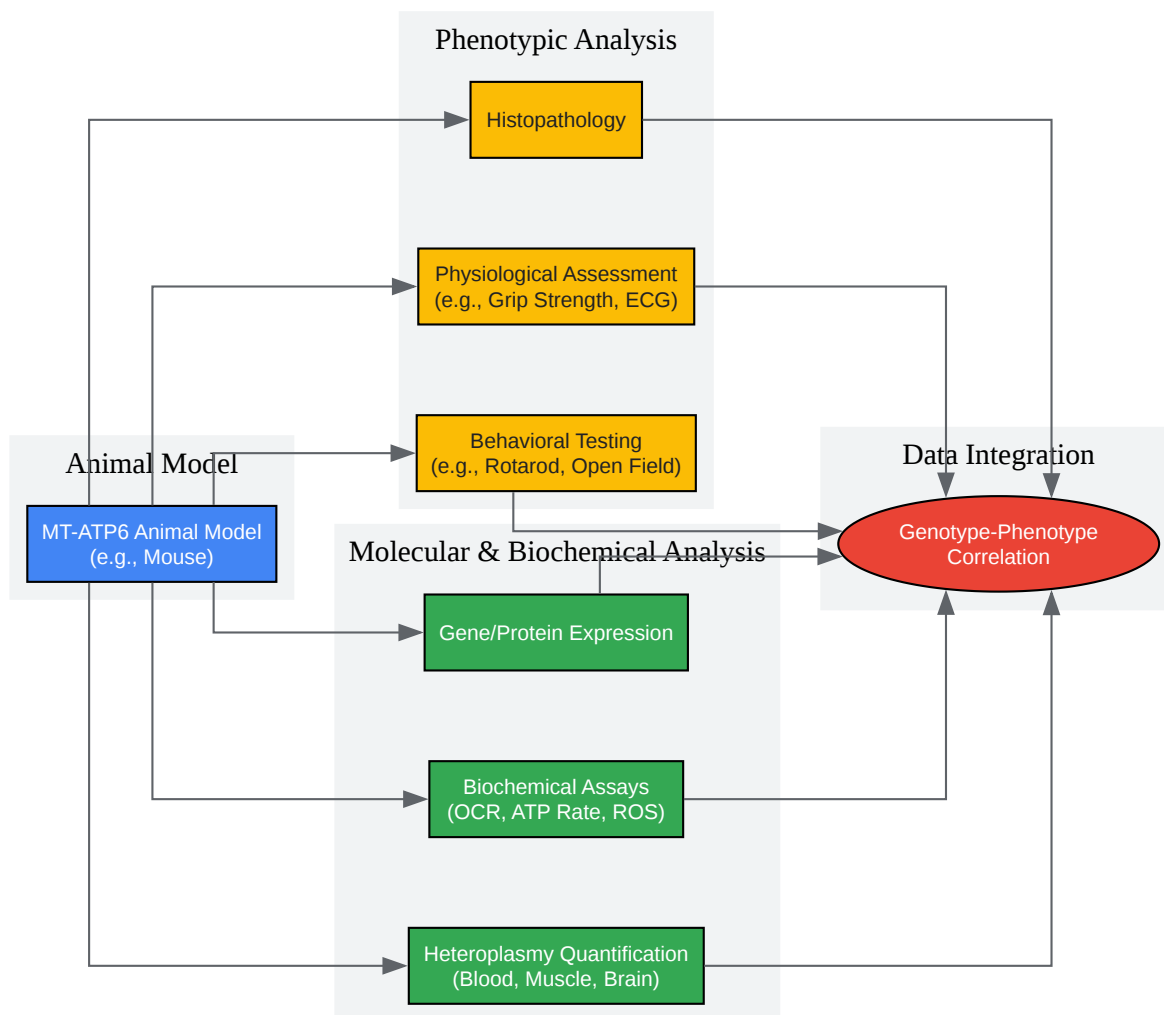 Phenotypic Analysis
Histopathology
Physiological Assessment
(e.g., Grip Strength, ECG)
Behavioral Testing
(e.g., Rotarod, Open Field)
Animal Model
MT-ATP6 Animal Model
(e.g., Mouse)
Data Integration
Genotype-Phenotype
Correlation
Molecular & Biochemical Analysis
Gene/Protein Expression
Biochemical Assays
(OCR, ATP Rate, ROS)
Heteroplasmy Quantification
(Blood, Muscle, Brain)